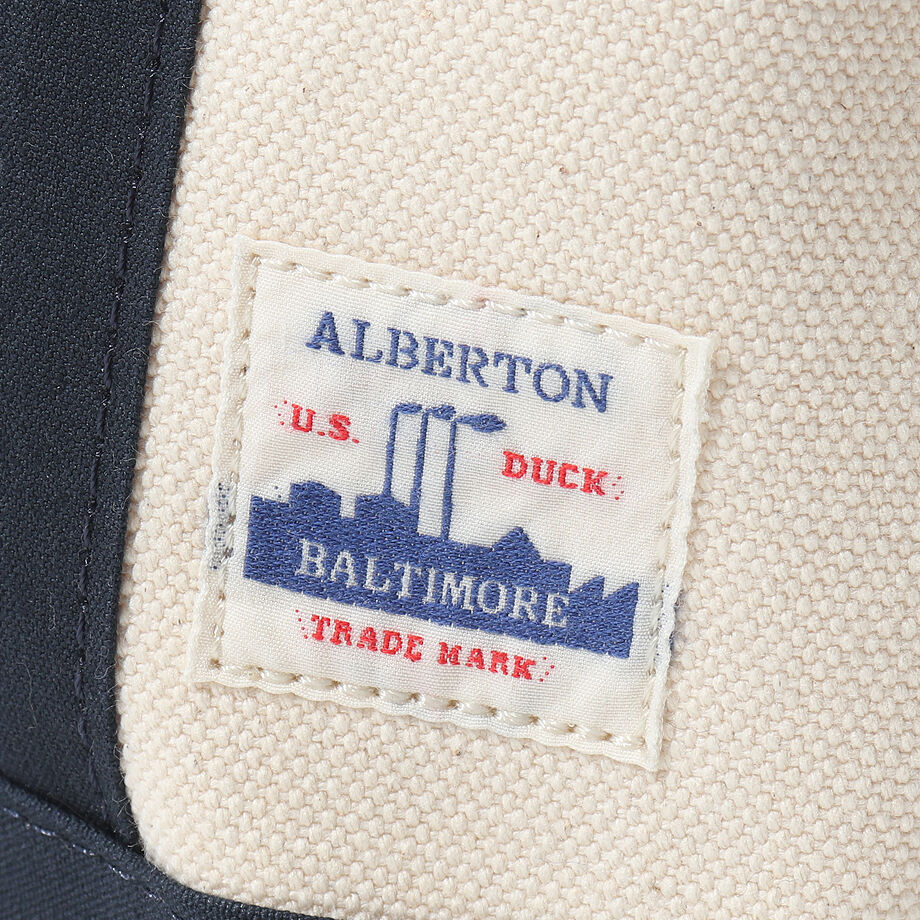 ALBERTON
U.S.
DUCK
BALTIMORE
TRADE MARK